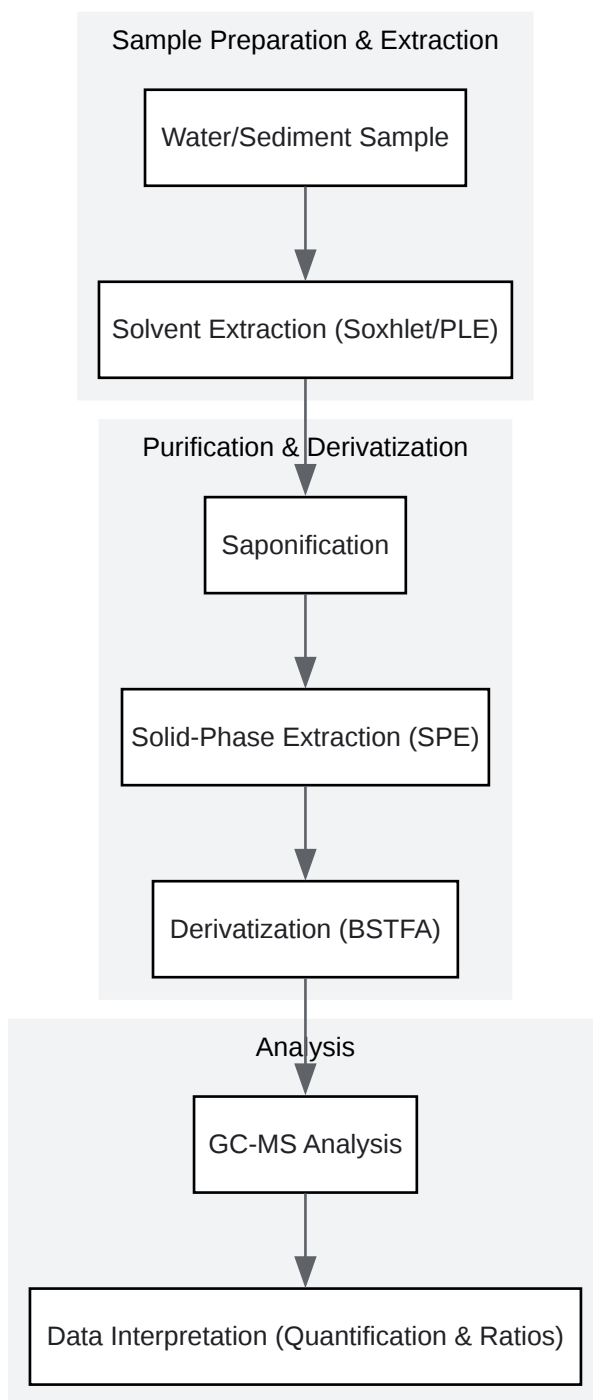 Sample Preparation & Extraction
Water/Sediment Sample
Solvent Extraction (Soxhlet/PLE)
Purification & Derivatization
Saponification
Solid-Phase Extraction (SPE)
Derivatization (BSTFA)
Analysis
GC-MS Analysis
Data Interpretation (Quantification & Ratios)